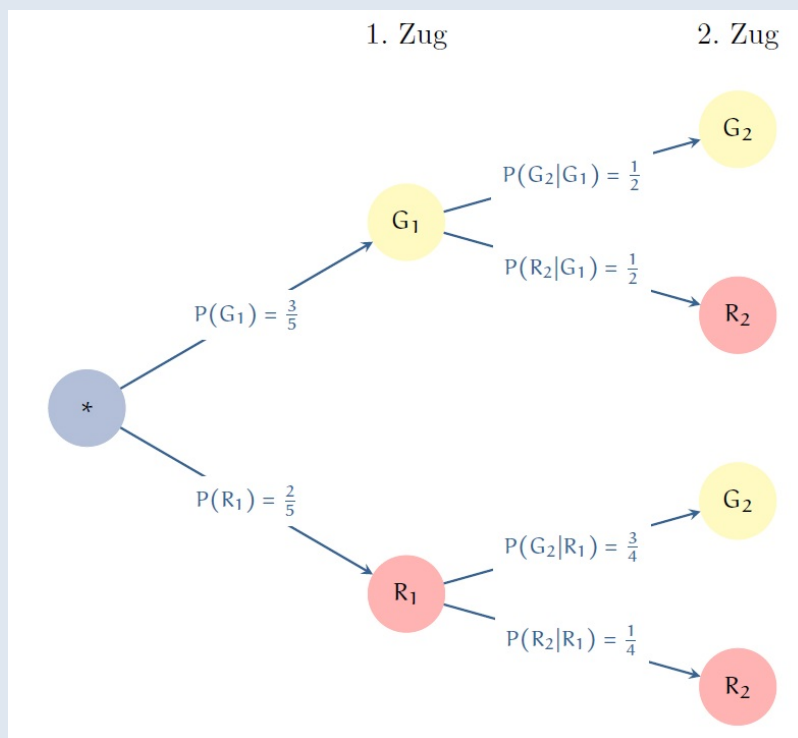 1. Zug 2. Zug
G₂
P(G₂|G₁) = 1/2
G₁
P(R₂|G₁) = 1/2
P(G₁) = 3/5
R₂
*
P(R₁) = 2/5
G₂
P(G₂|R₁) = 3/4
R₁
P(R₂|R₁) = 1/4
R₂